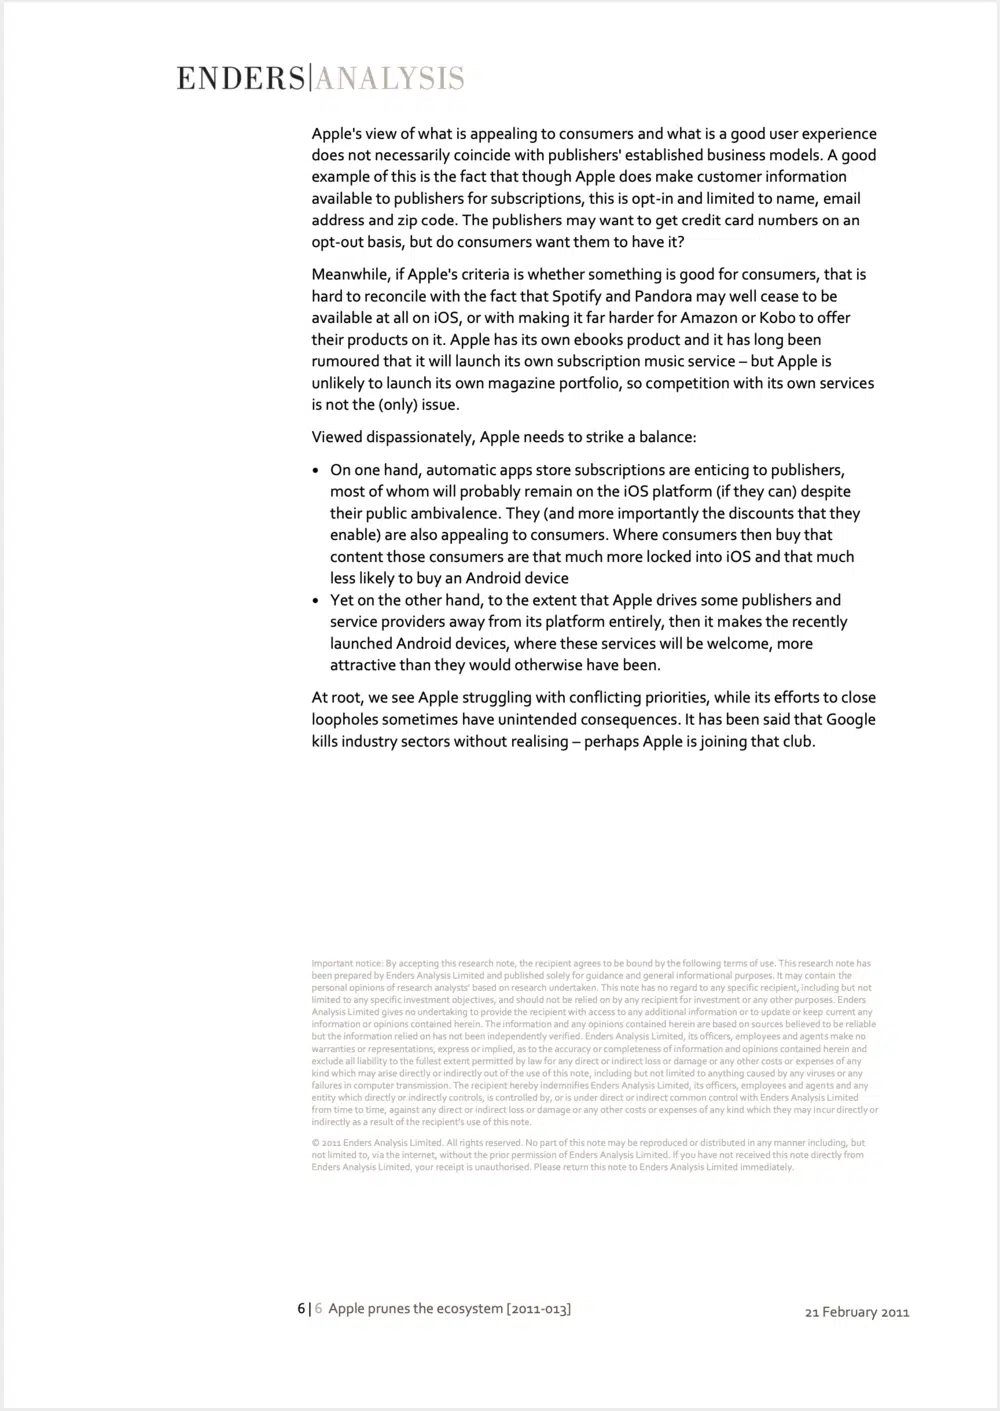 ENDERS|ANALYSIS
Apple's view of what is appealing to consumers and what is a good user experience
does not necessarily coincide with publishers' established business models. A good
example of this is the fact that though Apple does make customer information
available to publishers for subscriptions, this is opt-in and limited to name, email
address and zip code. The publishers may want to get credit card numbers on an
opt-out basis, but do consumers want them to have it?
Meanwhile, if Apple's criteria is whether something is good for consumers, that is
hard to reconcile with the fact that Spotify and Pandora may well cease to be
available at all on iOS, or with making it far harder for Amazon or Kobo to offer
their products on it. Apple has its own ebooks product and it has long been
rumoured that it will launch its own subscription music service – but Apple is
unlikely to launch its own magazine portfolio, so competition with its own services
is not the (only) issue.
Viewed dispassionately, Apple needs to strike a balance:
• On one hand, automatic apps store subscriptions are enticing to publishers,
most of whom will probably remain on the iOS platform (if they can) despite
their public ambivalence. They (and more importantly the discounts that they
enable) are also appealing to consumers. Where consumers then buy that
content those consumers are that much more locked into iOS and that much
less likely to buy an Android device
• Yet on the other hand, to the extent that Apple drives some publishers and
service providers away from its platform entirely, then it makes the recently
launched Android devices, where these services will be welcome, more
attractive than they would otherwise have been.
At root, we see Apple struggling with conflicting priorities, while its efforts to close
loopholes sometimes have unintended consequences. It has been said that Google
kills industry sectors without realising – perhaps Apple is joining that club.
Important notice: By accepting this research note, the recipient agrees to be bound by the following terms of use. This research note has
been prepared by Enders Analysis Limited and published solely for guidance and general informational purposes. It may contain the
personal opinions of research analysts' based on research undertaken. This note has no regard to any specific recipient, including but not
limited to any specific investment objectives, and should not be relied on by any recipient for investment or any other purposes. Enders
Analysis Limited gives no undertaking to provide the recipient with access to any additional information or to update or keep current any
information or opinions contained herein. The information and any opinions contained herein are based on sources believed to be reliable
but the information relied on has not been independently verified. Enders Analysis Limited, its officers, employees and agents make no
warranties or representations, express or implied, as to the accuracy or completeness of information and opinions contained herein and
exclude all liability to the fullest extent permitted by law for any direct or indirect loss or damage or any other costs or expenses of any
kind which may arise directly or indirectly out of the use of this note, including but not limited to anything caused by any viruses or any
failures in computer transmission. The recipient hereby indemnifies Enders Analysis Limited, its officers, employees and agents and any
entity which directly or indirectly controls, is controlled by, or is under direct or indirect common control with Enders Analysis Limited
from time to time, against any direct or indirect loss or damage or any other costs or expenses of any kind which they may incur directly or
indirectly as a result of the recipient's use of this note.
© 2011 Enders Analysis Limited. All rights reserved. No part of this note may be reproduced or distributed in any manner including, but
not limited to, via the internet, without the prior permission of Enders Analysis Limited. If you have not received this note directly from
Enders Analysis Limited, your receipt is unauthorised. Please return this note to Enders Analysis Limited immediately.
6 | 6 Apple prunes the ecosystem [2011-013]
21 February 2011